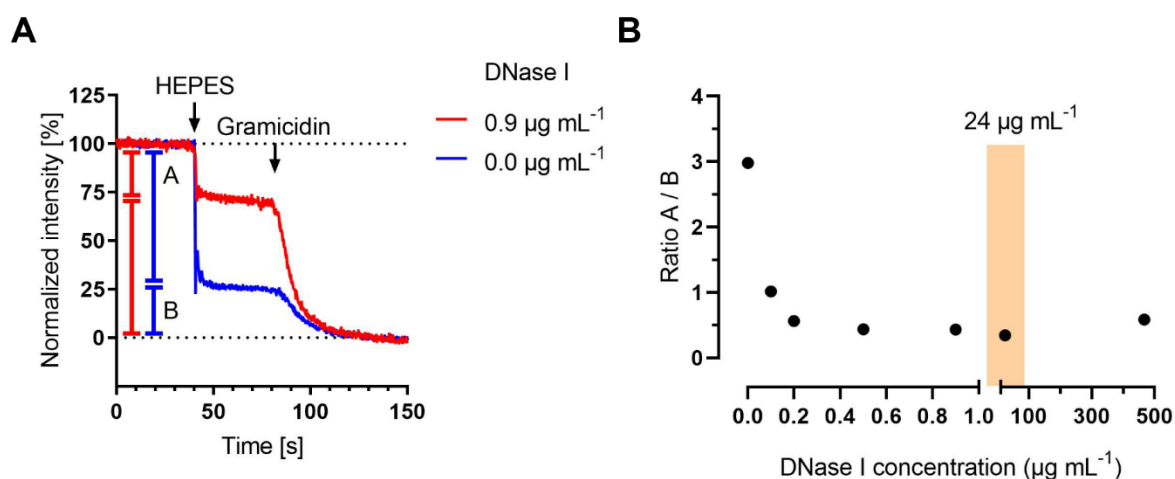 A
HEPES
Gramicidin
DNase I
0.9 µg mL-1
0.0 µg mL-1
Normalized intensity [%]
125
100
75
50
25
0
A
B
0
50
100
150
Time [s]
B
24 µg mL-1
Ratio A / B
4
3
2
1
0
0.0
0.2
0.4
0.6
0.8
1.0
100
300
500
DNase I concentration (µg mL-1)